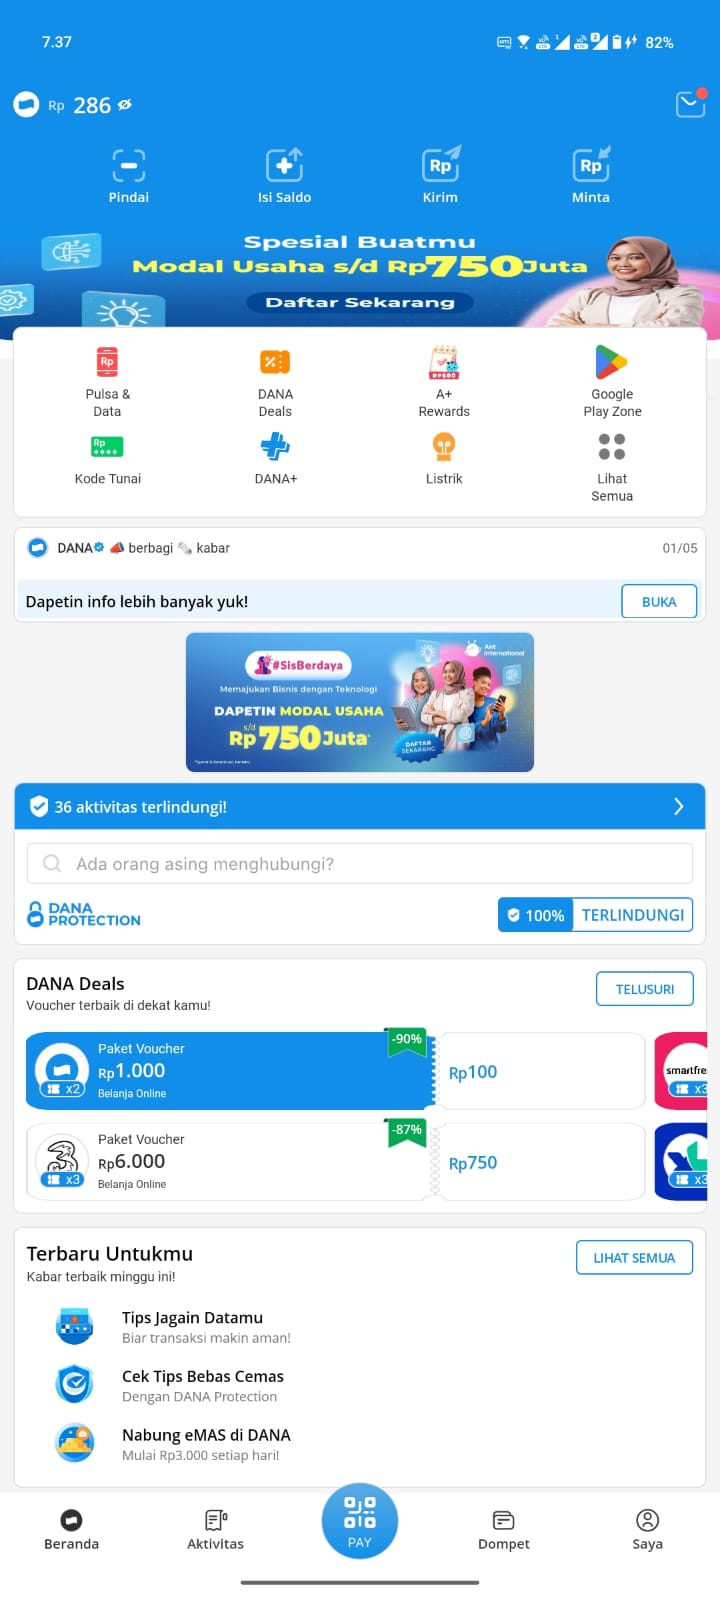 7.37
82%
Rp 286
Pindai
Isi Saldo
Rp
Kirim
Rp
Minta
Spesial Buatmu
Modal Usaha s/d Rp750Juta
Daftar Sekarang
Rp
Pulsa &
Data
DANA
Deals
A+
Rewards
Google
Play Zone
Rp
Kode Tunai
DANA+
Listrik
Lihat
Semua
DANA berbagi kabar
01/05
Dapetin info lebih banyak yuk!
BUKA
Ant
International
#SisBerdaya
Memajukan Bisnis dengan Teknologi
DAPETIN MODAL USAHA
s/d
Rp750Juta*
DAFTAR
SEKARANG
36 aktivitas terlindungi!
Ada orang asing menghubungi?
DANA
PROTECTION
100%
TERLINDUNGI
DANA Deals
Voucher terbaik di dekat kamu!
TELUSURI
Paket Voucher
Rp1.000
Belanja Online
x2
-90%
Rp100
smartfre
x3
Paket Voucher
Rp6.000
Belanja Online
3
x3
-87%
Rp750
XL
x3
Terbaru Untukmu
Kabar terbaik minggu ini!
LIHAT SEMUA
Tips Jagain Datamu
Biar transaksi makin aman!
Cek Tips Bebas Cemas
Dengan DANA Protection
Nabung eMAS di DANA
Mulai Rp3.000 setiap hari!
Beranda
Aktivitas
PAY
Dompet
Saya